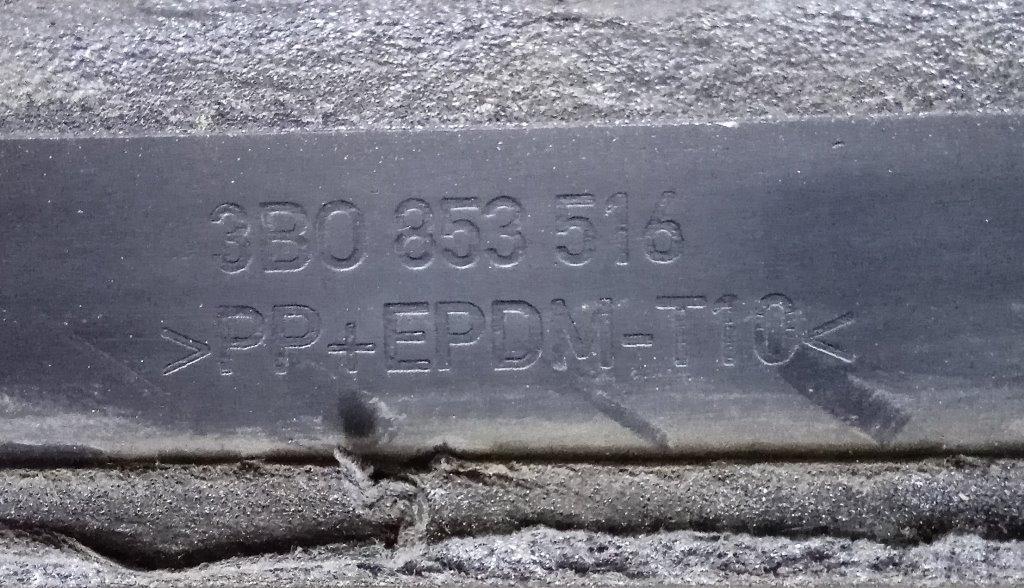 3B0 853 516
>PP+EPDM-T10<